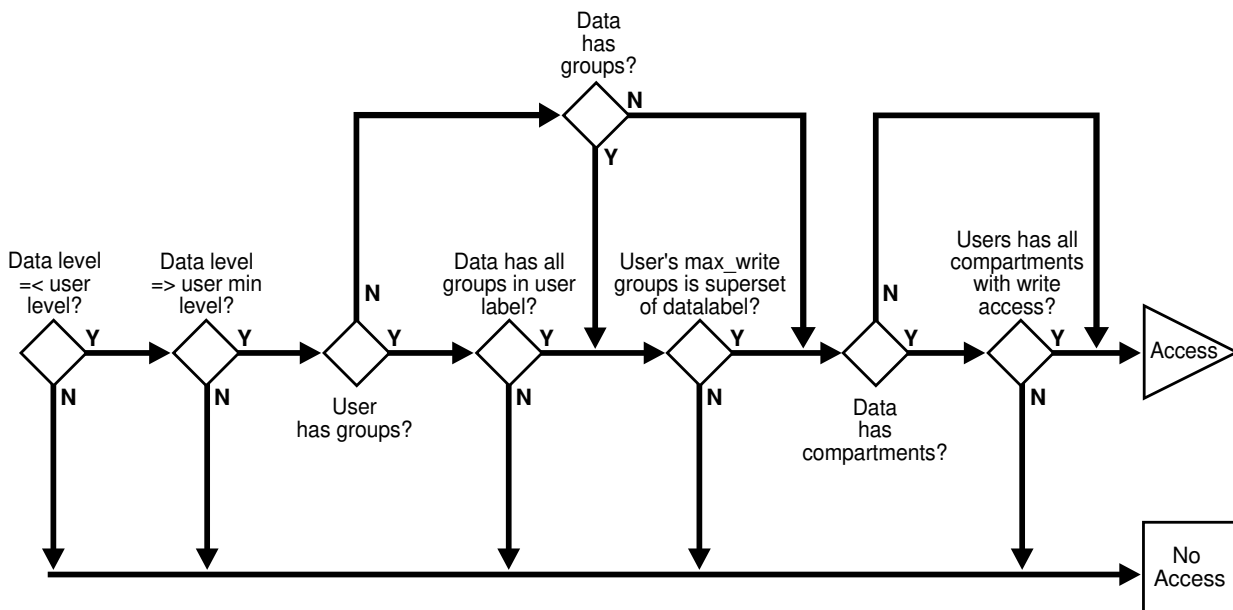 Data
has
groups?
N
Y
Data level
=< user
level?
Y
N
Data level
=> user min
level?
Y
N
N
Y
User
has groups?
Data has all
groups in user
label?
Y
N
User's max_write
groups is superset
of datalabel?
Y
N
N
Y
Data
has
compartments?
Users has all
compartments
with write
access?
Y
N
Access
No
Access